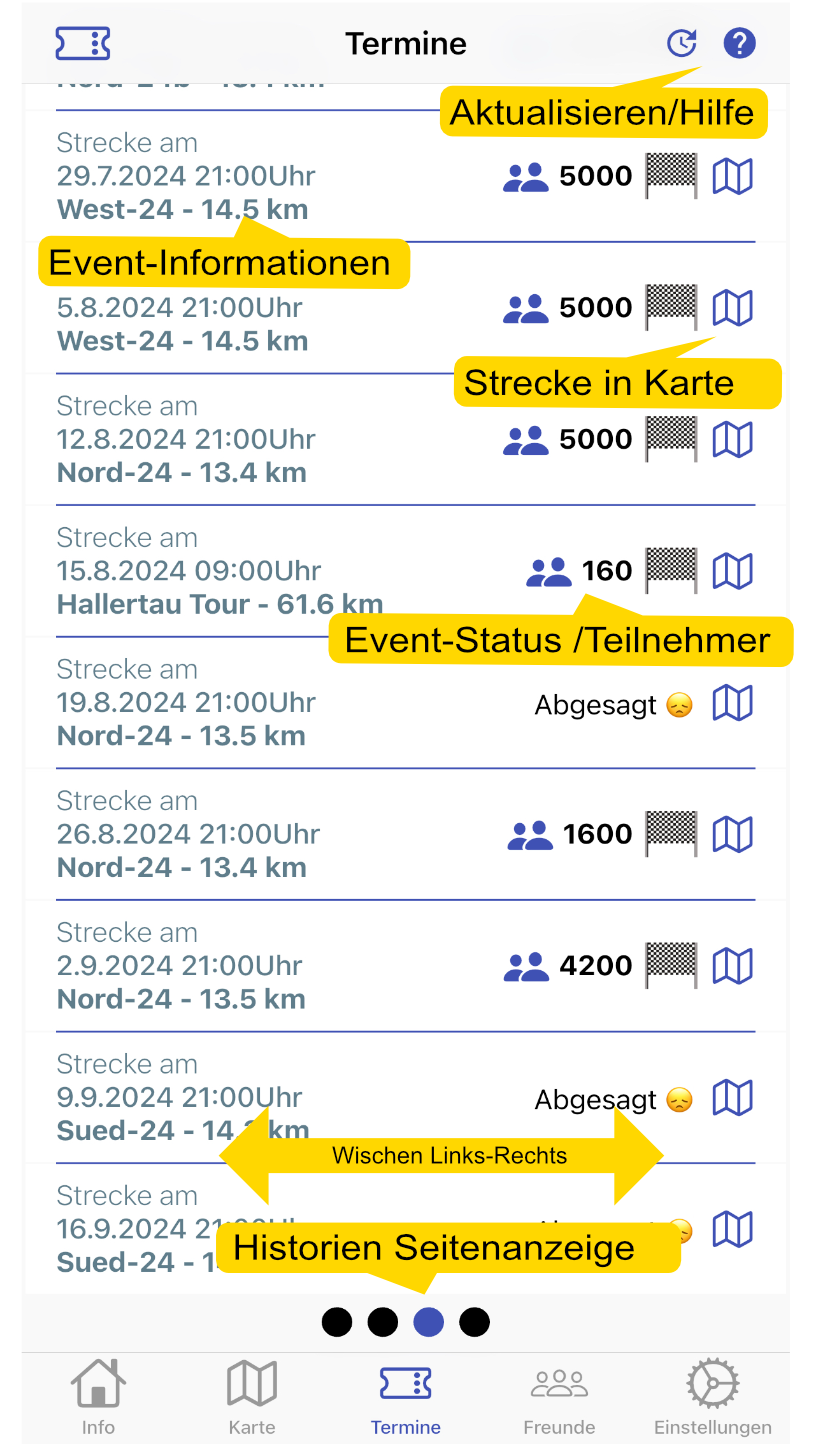 Termine
Aktualisieren/Hilfe
Strecke am
29.7.2024 21:00Uhr
5000
West-24 - 14.5 km
Event-Informationen
5.8.2024 21:00Uhr
5000
West-24 - 14.5 km
Strecke in Karte
Strecke am
12.8.2024 21:00Uhr
5000
Nord-24 - 13.4 km
Strecke am
15.8.2024 09:00Uhr
160
Hallertau Tour - 61.6 km
Event-Status /Teilnehmer
Strecke am
19.8.2024 21:00Uhr
Abgesagt 😞
Nord-24 - 13.5 km
Strecke am
26.8.2024 21:00Uhr
1600
Nord-24 - 13.4 km
Strecke am
2.9.2024 21:00Uhr
4200
Nord-24 - 13.5 km
Strecke am
9.9.2024 21:00Uhr
Abgesagt 😞
Sued-24 - km
Wischen Links-Rechts
Strecke am
16.9.2024
Sued-24 -
Historien Seitenanzeige
Info
Karte
Termine
Freunde
Einstellungen